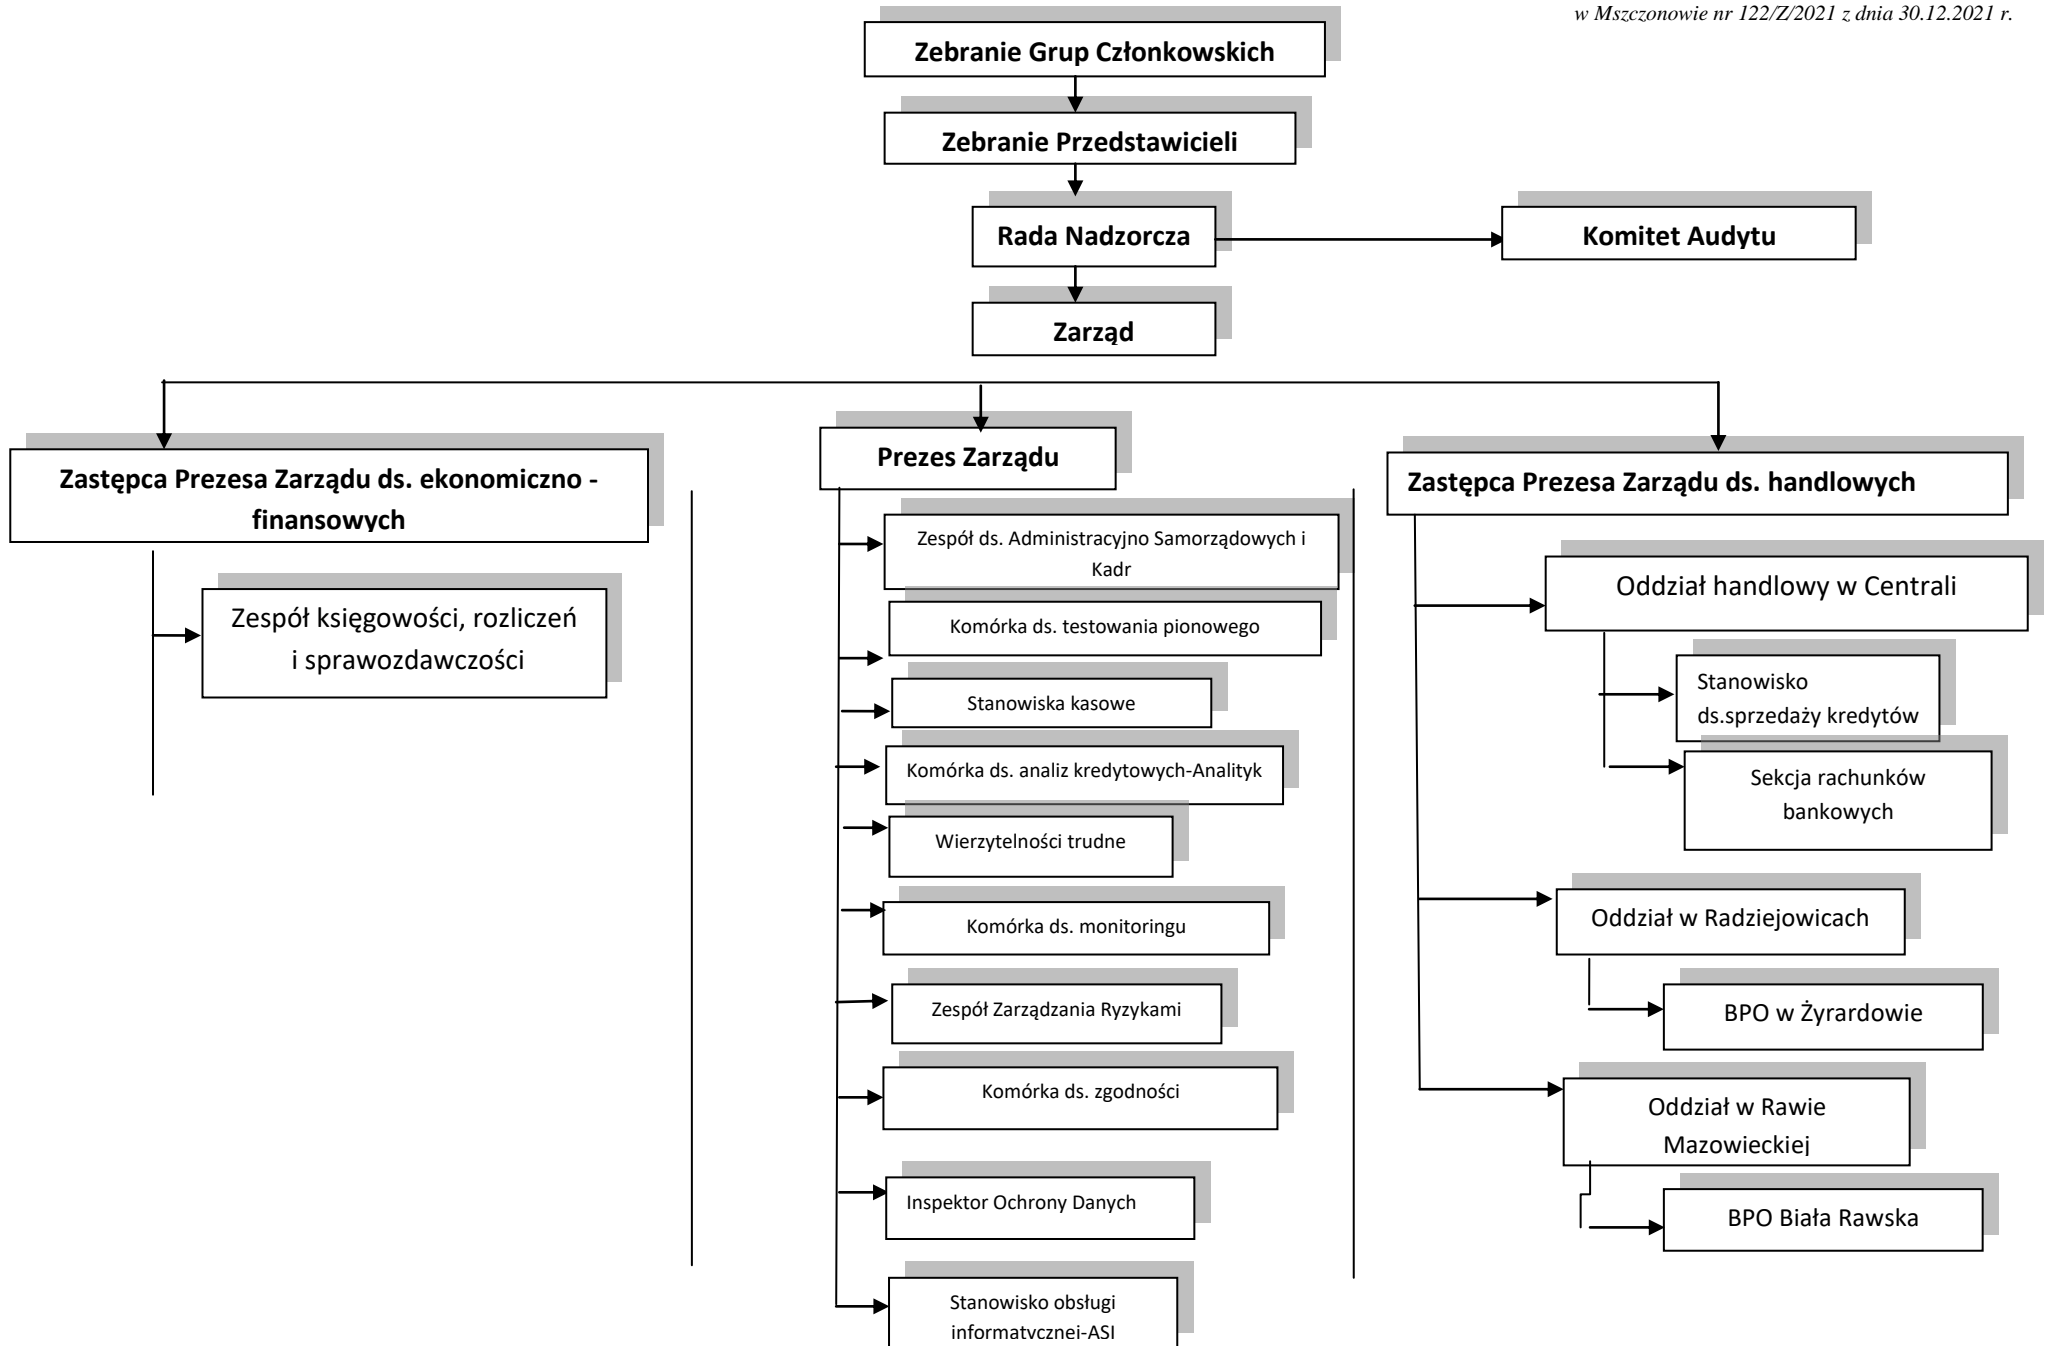 w Mszczonowie nr 122/Z/2021 z dnia 30.12.2021 r.
Zebranie Grup Członkowskich
Zebranie Przedstawicieli
Rada Nadzorcza
Komitet Audytu
Zarząd
Zastępca Prezesa Zarządu ds. ekonomiczno -
finansowych
Zespół księgowości, rozliczeń
i sprawozdawczości
Prezes Zarządu
Zespół ds. Administracyjno Samorządowych i
Kadr
Komórka ds. testowania pionowego
Stanowiska kasowe
Komórka ds. analiz kredytowych-Analityk
Wierzytelności trudne
Komórka ds. monitoringu
Zespół Zarządzania Ryzykami
Komórka ds. zgodności
Inspektor Ochrony Danych
Stanowisko obsługi
informatycznej-ASI
Zastępca Prezesa Zarządu ds. handlowych
Oddział handlowy w Centrali
Stanowisko
ds.sprzedaży kredytów
Sekcja rachunków
bankowych
Oddział w Radziejowicach
BPO w Żyrardowie
Oddział w Rawie
Mazowieckiej
BPO Biała Rawska